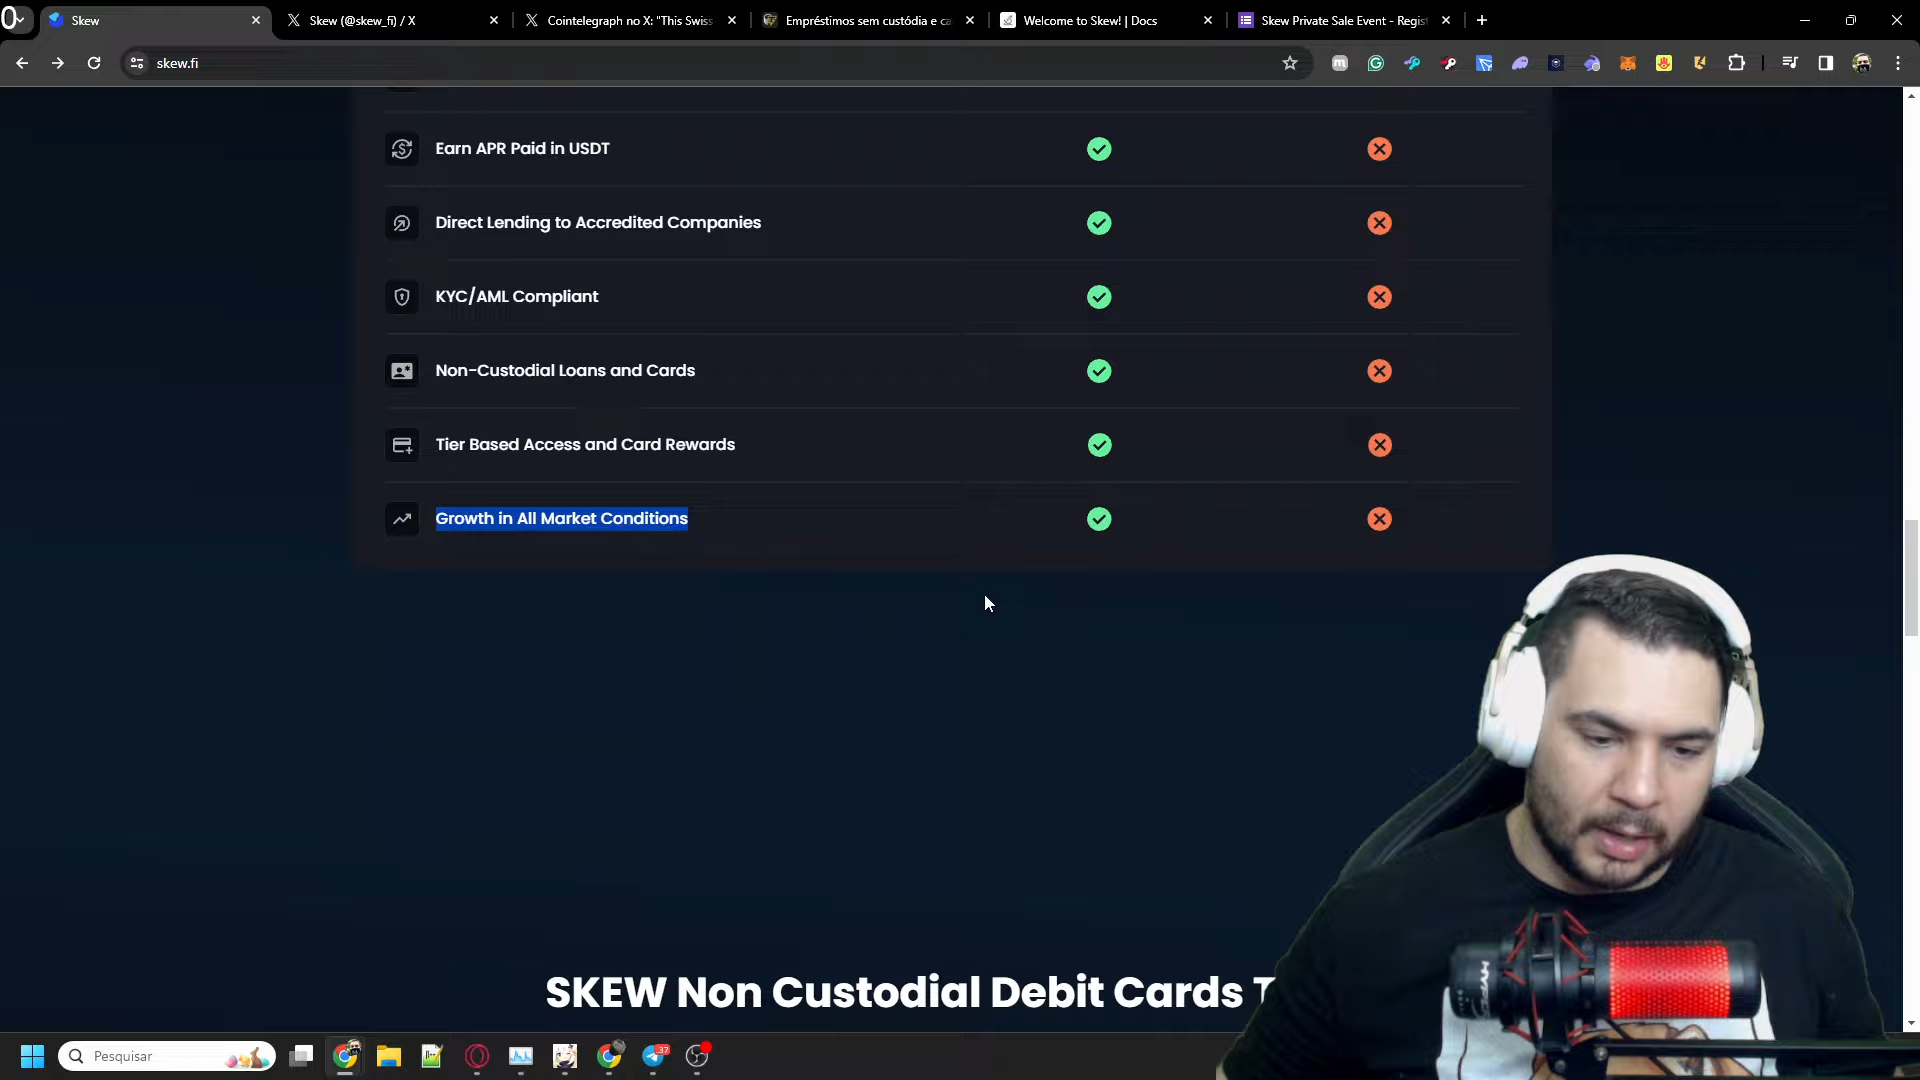 Skew
Skew (@skew_fi) / X
Cointelegraph no X: "This Swiss
Empréstimos sem custódia e ca
Welcome to Skew! | Docs
Skew Private Sale Event - Regis
skew.fi
Earn APR Paid in USDT
Direct Lending to Accredited Companies
KYC/AML Compliant
Non-Custodial Loans and Cards
Tier Based Access and Card Rewards
Growth in All Market Conditions
SKEW Non Custodial Debit Cards T
Pesquisar
37